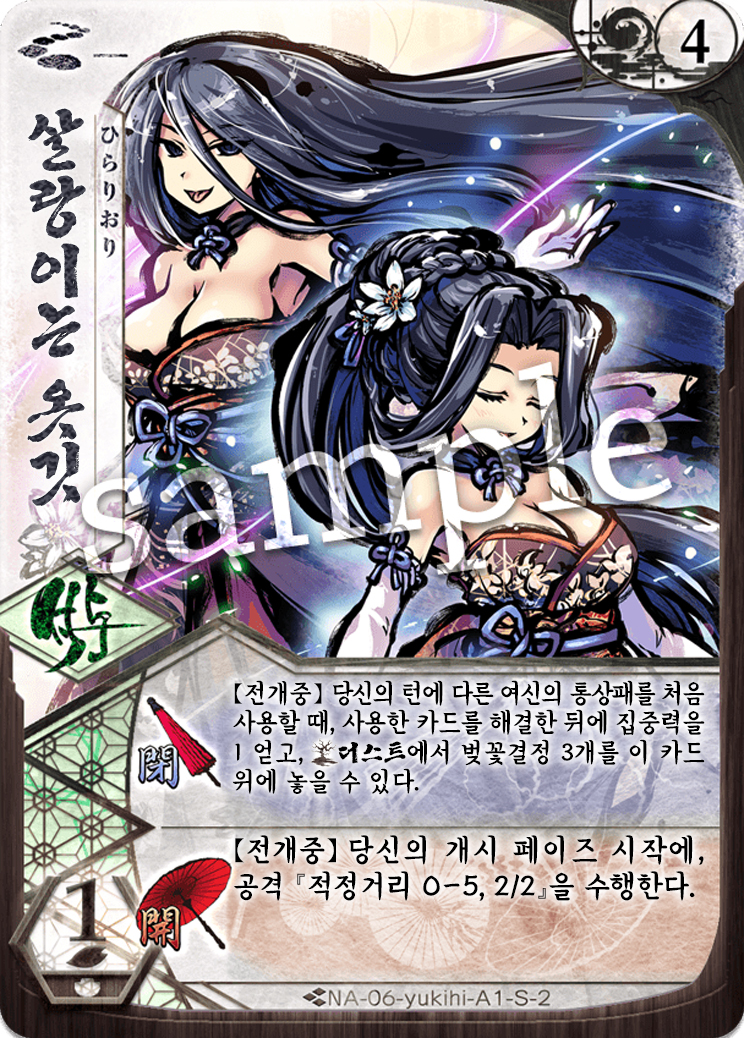 4
살랑이는 옷깃
ひらりおり
sample
【전개중】 당신의 턴에 다른 여신의 통상패를 처음
사용할 때, 사용한 카드를 해결한 뒤에 집중력을
1 얻고, 더스트에서 벚꽃결정 3개를 이 카드
위에 놓을 수 있다.
閉
【전개중】 당신의 개시 페이즈 시작에,
공격 『적정거리 0-5, 2/2』을 수행한다.
開
1
NA-06-yukihi-A1-S-2